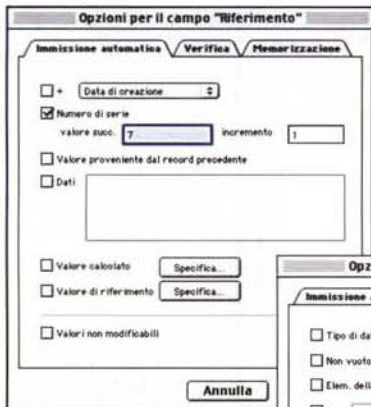 Opzioni per il campo "Riferimento"
Immissione automatica Verifica Memorizzazione
+ Data di creazione
Numero di serie
valore succ. 7 incremento 1
Valore proveniente dal record precedente
Dati
Valore calcolato Specifica...
Valore di riferimento Specifica...
Valori non modificabili
Annulla
Opz
Immissione
Tipo di da
Non vuoto
Elem. dell